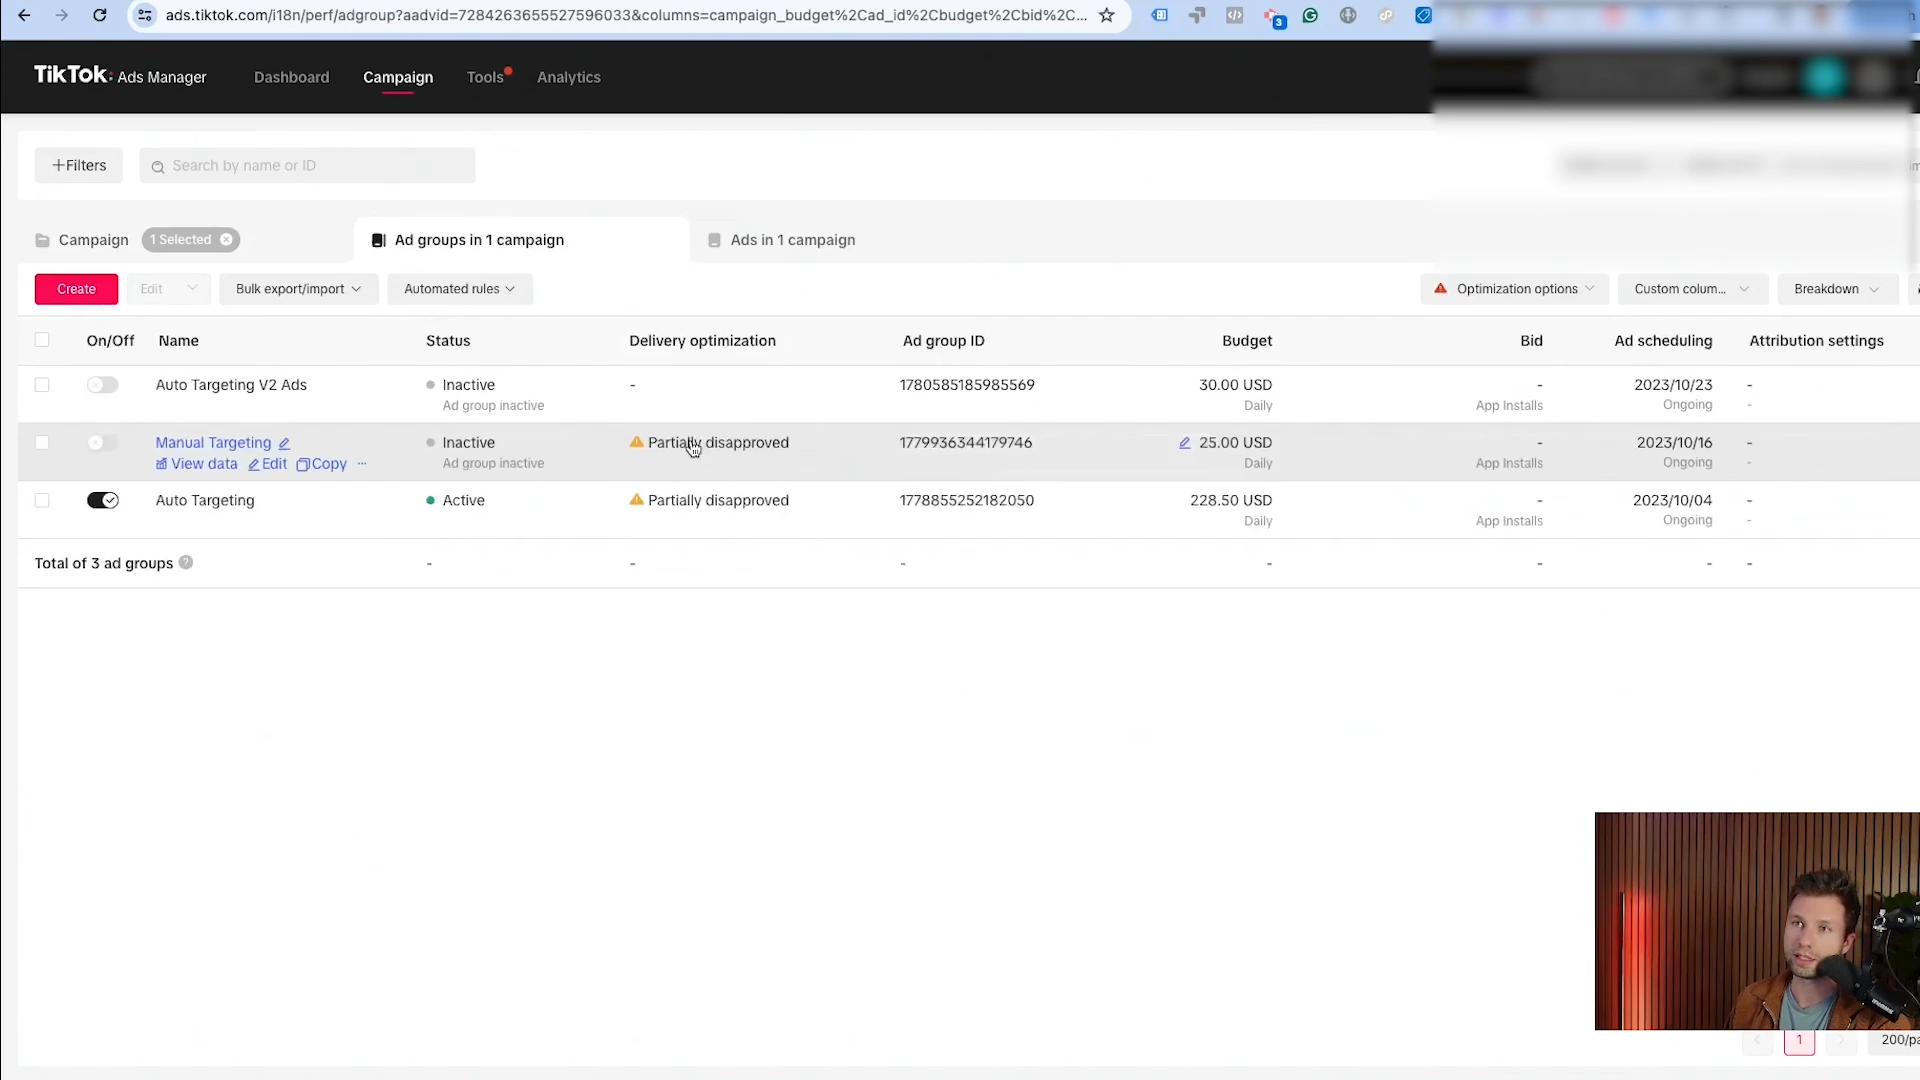 ads.tiktok.com/i18n/perf/adgroup?aadvid=7284263655527596033&columns=campaign_budget%2Cad_id%2Cbudget%2Cbid%2C...
3
TikTok: Ads Manager
Dashboard
Campaign
Tools
Analytics
+Filters
Search by name or ID
Campaign
1 Selected
Ad groups in 1 campaign
Ads in 1 campaign
Create
Edit
Bulk export/import
Automated rules
Optimization options
Custom colum...
Breakdown
On/Off Name Status Delivery optimization Ad group ID Budget Bid Ad scheduling Attribution settings
Auto Targeting V2 Ads Inactive - 1780585185985569 30.00 USD - 2023/10/23 -
Ad group inactive Daily App Installs Ongoing -
Manual Targeting Inactive Partially disapproved 1779936344179746 25.00 USD - 2023/10/16 -
View data Edit Copy ... Ad group inactive Daily App Installs Ongoing -
Auto Targeting Active Partially disapproved 1778855252182050 228.50 USD - 2023/10/04 -
Daily App Installs Ongoing -
Total of 3 ad groups ? - - - - - - -
1
200/pa